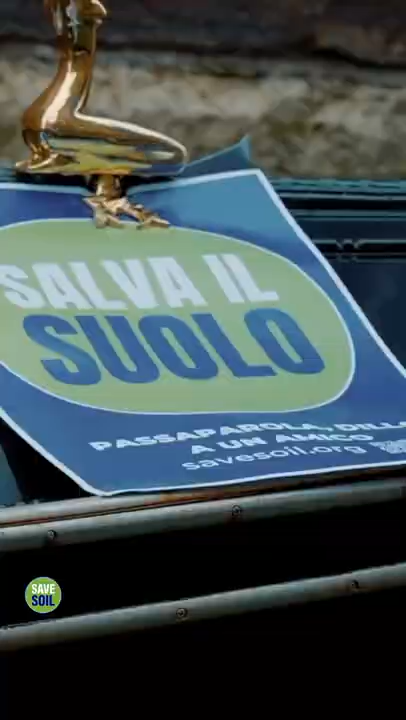 SALVA IL
SUOLO
PASSAPAROLA, DILLO
A UN AMICO
savesoil.org
SAVE
SOIL